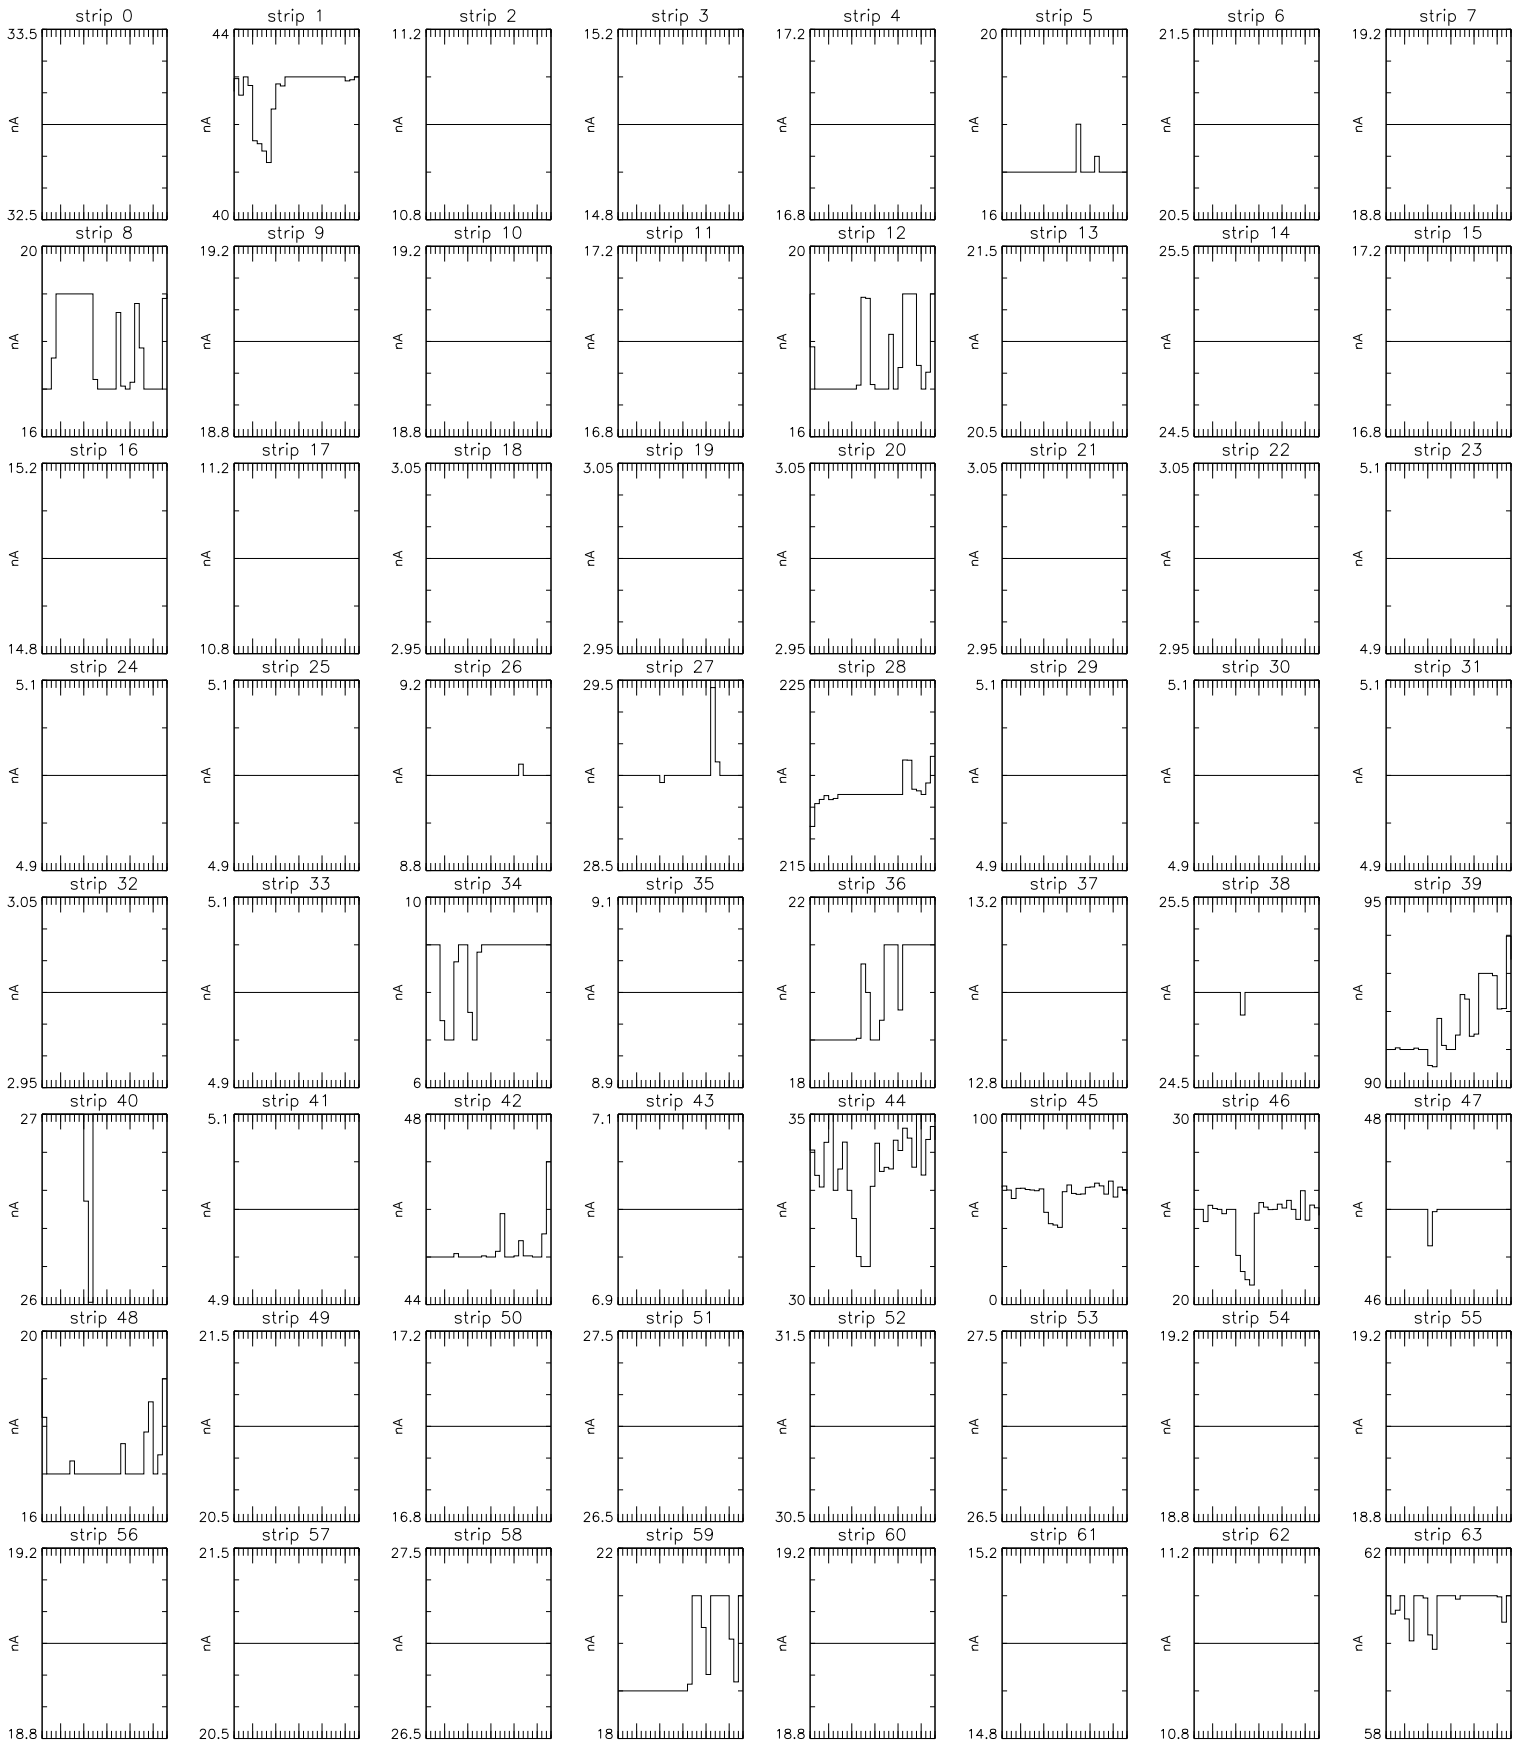 strip 0 strip 1 strip 2 strip 3 strip 4 strip 5 strip 6 strip 7
33.5 44 11.2 15.2 17.2 20 21.5 19.2
nA nA nA nA nA nA nA nA
32.5 40 10.8 14.8 16.8 16 20.5 18.8
strip 8 strip 9 strip 10 strip 11 strip 12 strip 13 strip 14 strip 15
20 19.2 19.2 17.2 20 21.5 25.5 17.2
nA nA nA nA nA nA nA nA
16 18.8 18.8 16.8 16 20.5 24.5 16.8
strip 16 strip 17 strip 18 strip 19 strip 20 strip 21 strip 22 strip 23
15.2 11.2 3.05 3.05 3.05 3.05 3.05 5.1
nA nA nA nA nA nA nA nA
14.8 10.8 2.95 2.95 2.95 2.95 2.95 4.9
strip 24 strip 25 strip 26 strip 27 strip 28 strip 29 strip 30 strip 31
5.1 5.1 9.2 29.5 225 5.1 5.1 5.1
nA nA nA nA nA nA nA nA
4.9 4.9 8.8 28.5 215 4.9 4.9 4.9
strip 32 strip 33 strip 34 strip 35 strip 36 strip 37 strip 38 strip 39
3.05 5.1 10 9.1 22 13.2 25.5 95
nA nA nA nA nA nA nA nA
2.95 4.9 6 8.9 18 12.8 24.5 90
strip 40 strip 41 strip 42 strip 43 strip 44 strip 45 strip 46 strip 47
27 5.1 48 7.1 35 100 30 48
nA nA nA nA nA nA nA nA
26 4.9 44 6.9 30 0 20 46
strip 48 strip 49 strip 50 strip 51 strip 52 strip 53 strip 54 strip 55
20 21.5 17.2 27.5 31.5 27.5 19.2 19.2
nA nA nA nA nA nA nA nA
16 20.5 16.8 26.5 30.5 26.5 18.8 18.8
strip 56 strip 57 strip 58 strip 59 strip 60 strip 61 strip 62 strip 63
19.2 21.5 27.5 22 19.2 15.2 11.2 62
nA nA nA nA nA nA nA nA
18.8 20.5 26.5 18 18.8 14.8 10.8 58